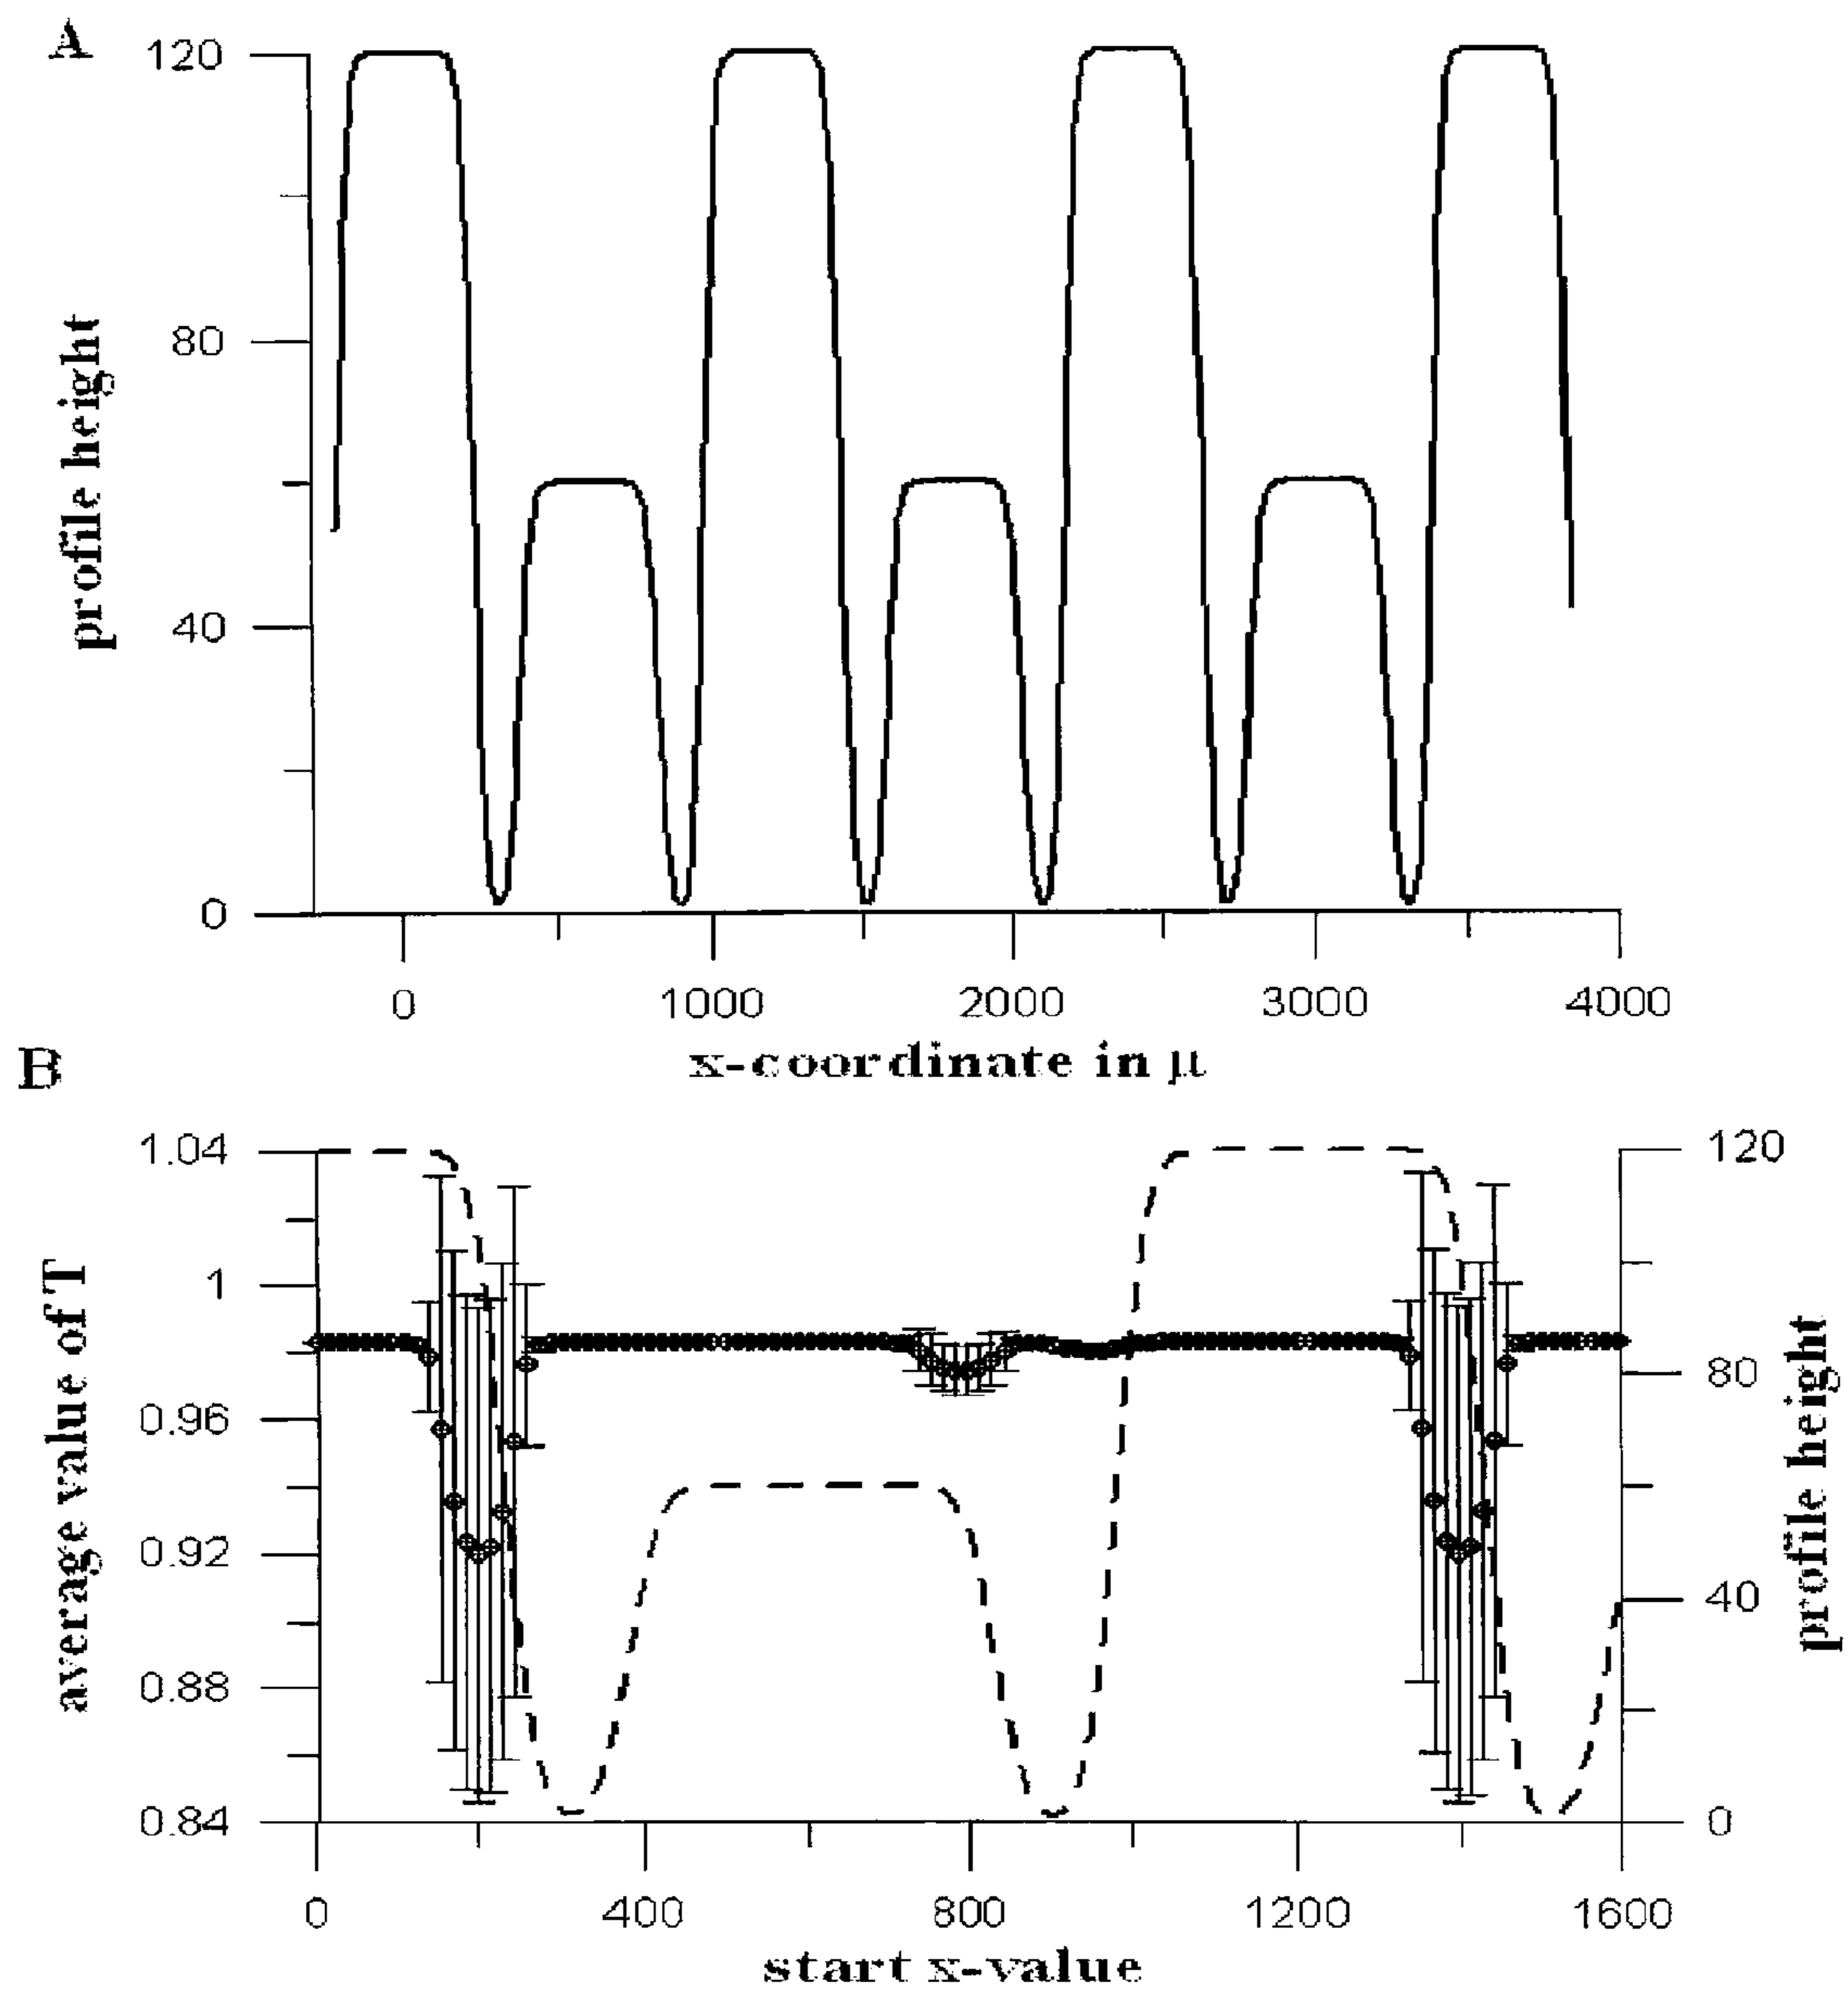 A
120
80
40
0
profile height
0 1000 2000 3000 4000
x-coordinate in μ
B
1.04
1
0.96
0.92
0.88
0.84
average value of T
120
80
40
0
profile height
0 400 800 1200 1600
start x-value